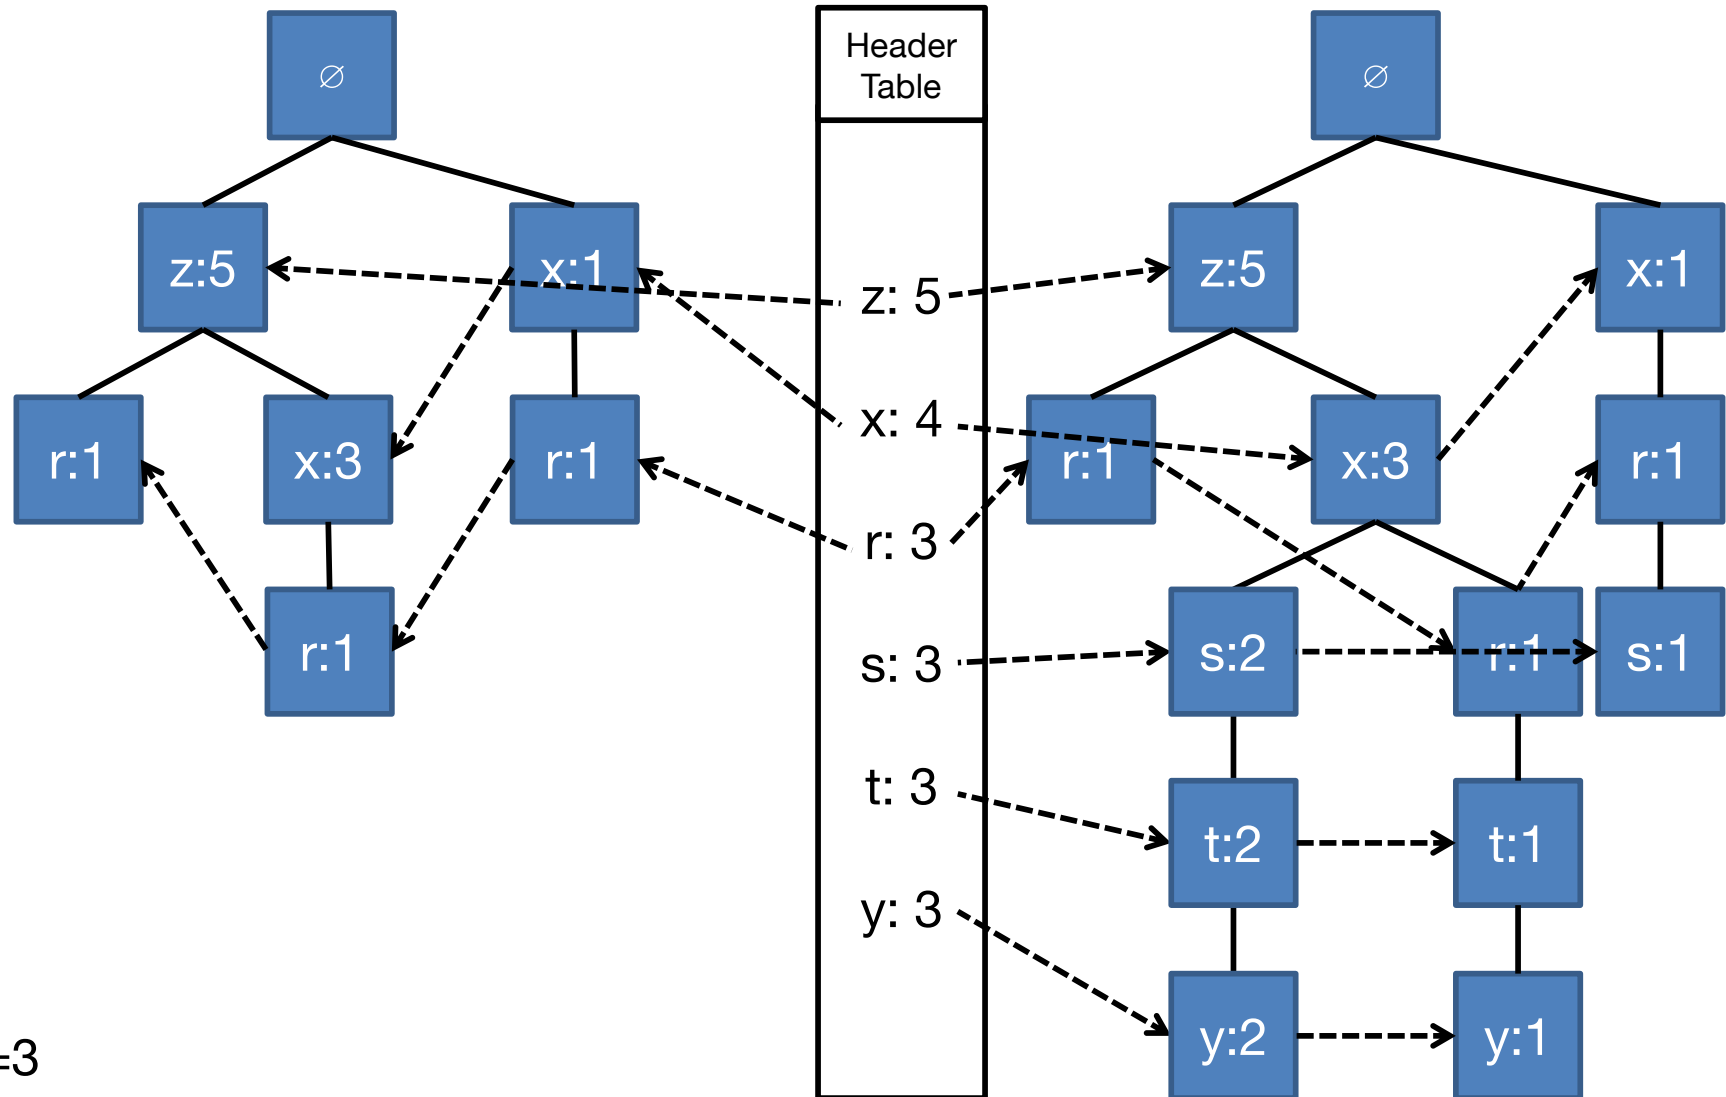 ∅
Header
Table
∅
z:5
x:1
z: 5
z:5
x:1
r:1
x:3
r:1
x: 4
r:1
x:3
r:1
r: 3
r:1
s: 3
s:2
r:1
s:1
t: 3
t:2
t:1
y: 3
y:2
y:1
=3